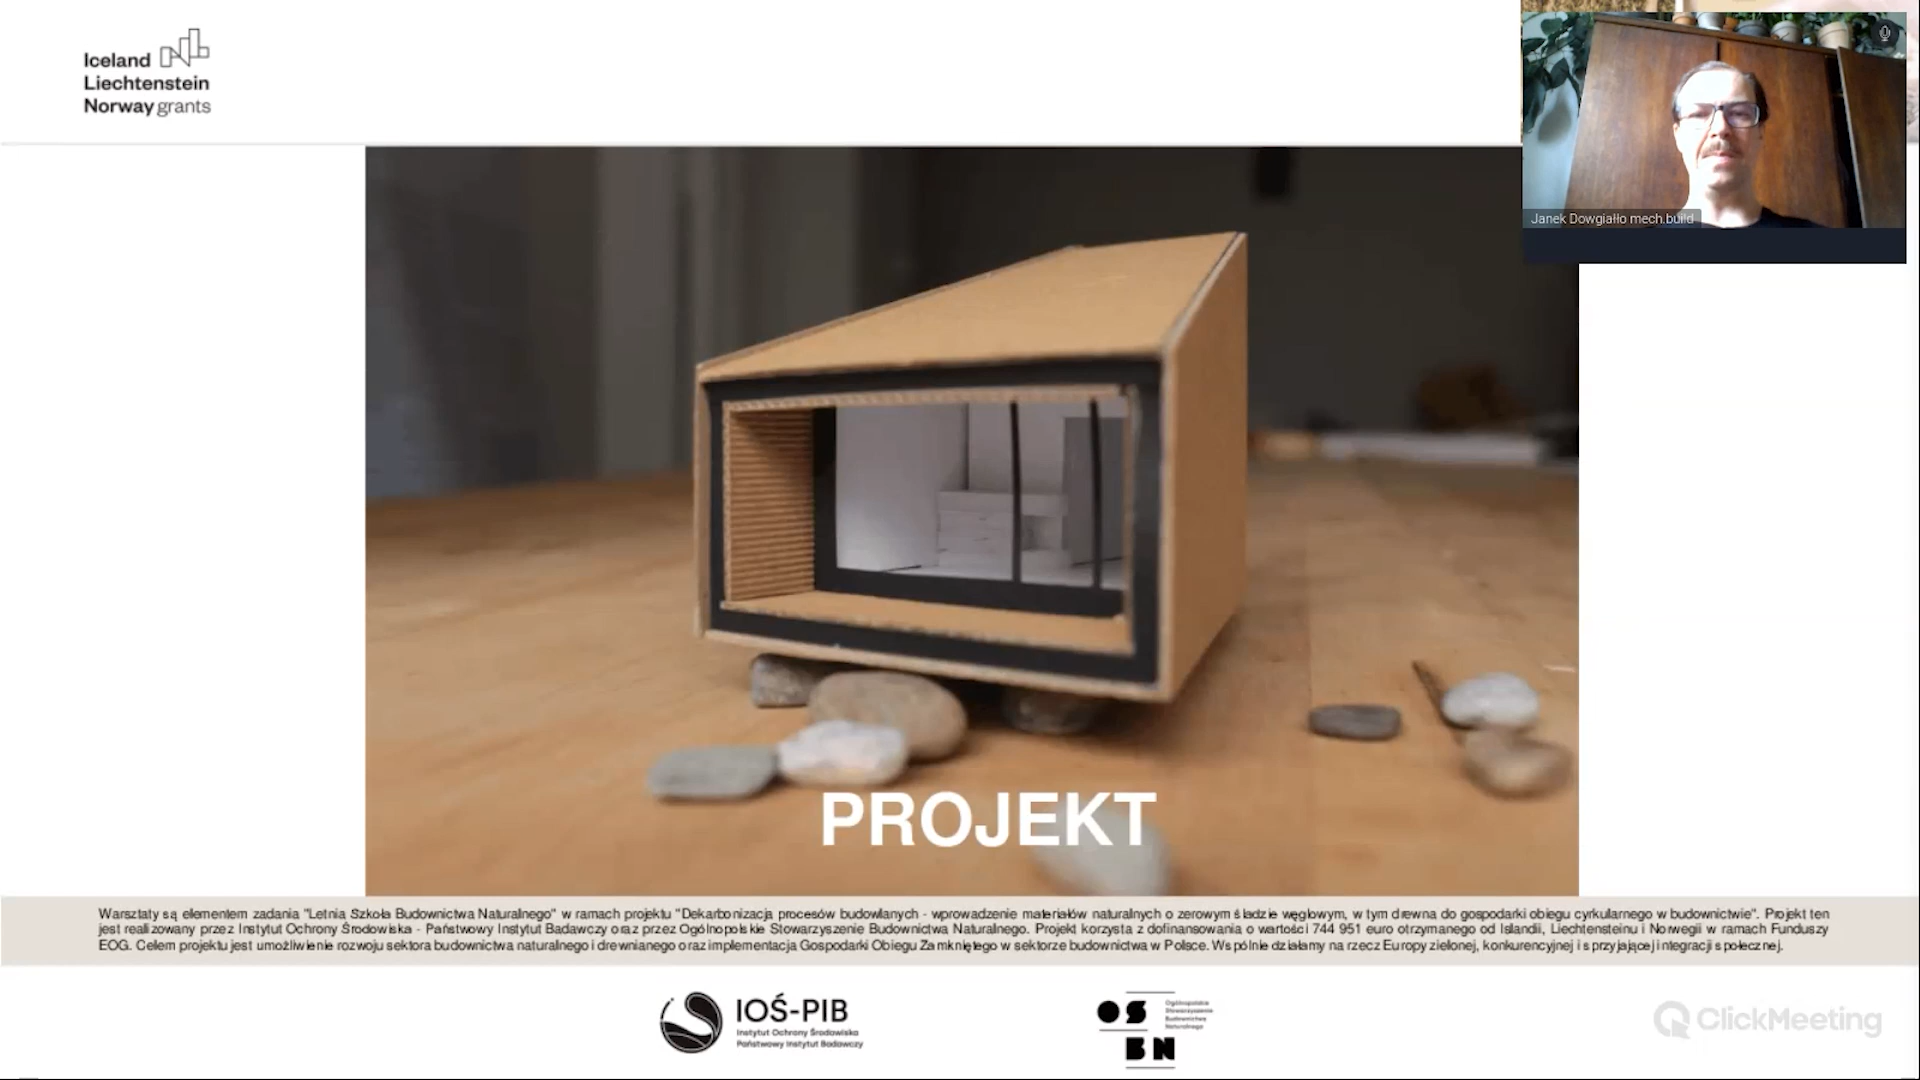 Iceland
Liechtenstein
Norway grants
Janek Dowgiałło mech.build
PROJEKT
Warsztaty są elementem zadania "Letnia Szkoła Budownictwa Naturalnego" w ramach projektu "Dekarbonizacja procesów budowlanych - wprowadzenie materiałów naturalnych o zerowym śladzie węglowym, w tym drewna do gospodarki obiegu cyrkularnego w budownictwie". Projekt ten
jest realizowany przez Instytut Ochrony Środowiska - Państwowy Instytut Badawczy oraz przez Ogólnopolskie Stowarzyszenie Budownictwa Naturalnego. Projekt korzysta z dofinansowania o wartości 744 951 euro otrzymanego od Islandii, Liechtensteinu i Norwegii w ramach Funduszy
EOG. Celem projektu jest umożliwienie rozwoju sektora budownictwa naturalnego i drewnianego oraz implementacja Gospodarki Obiegu Zamkniętego w sektorze budownictwa w Polsce. Wspólnie działamy na rzecz Europy zielonej, konkurencyjnej i sprzyjającej integracji społecznej.
IOŚ-PIB
Instytut Ochrony Środowiska
Państwowy Instytut Badawczy
OS
BN
Ogólnopolskie
Stowarzyszenie
Budownictwa
Naturalnego
ClickMeeting